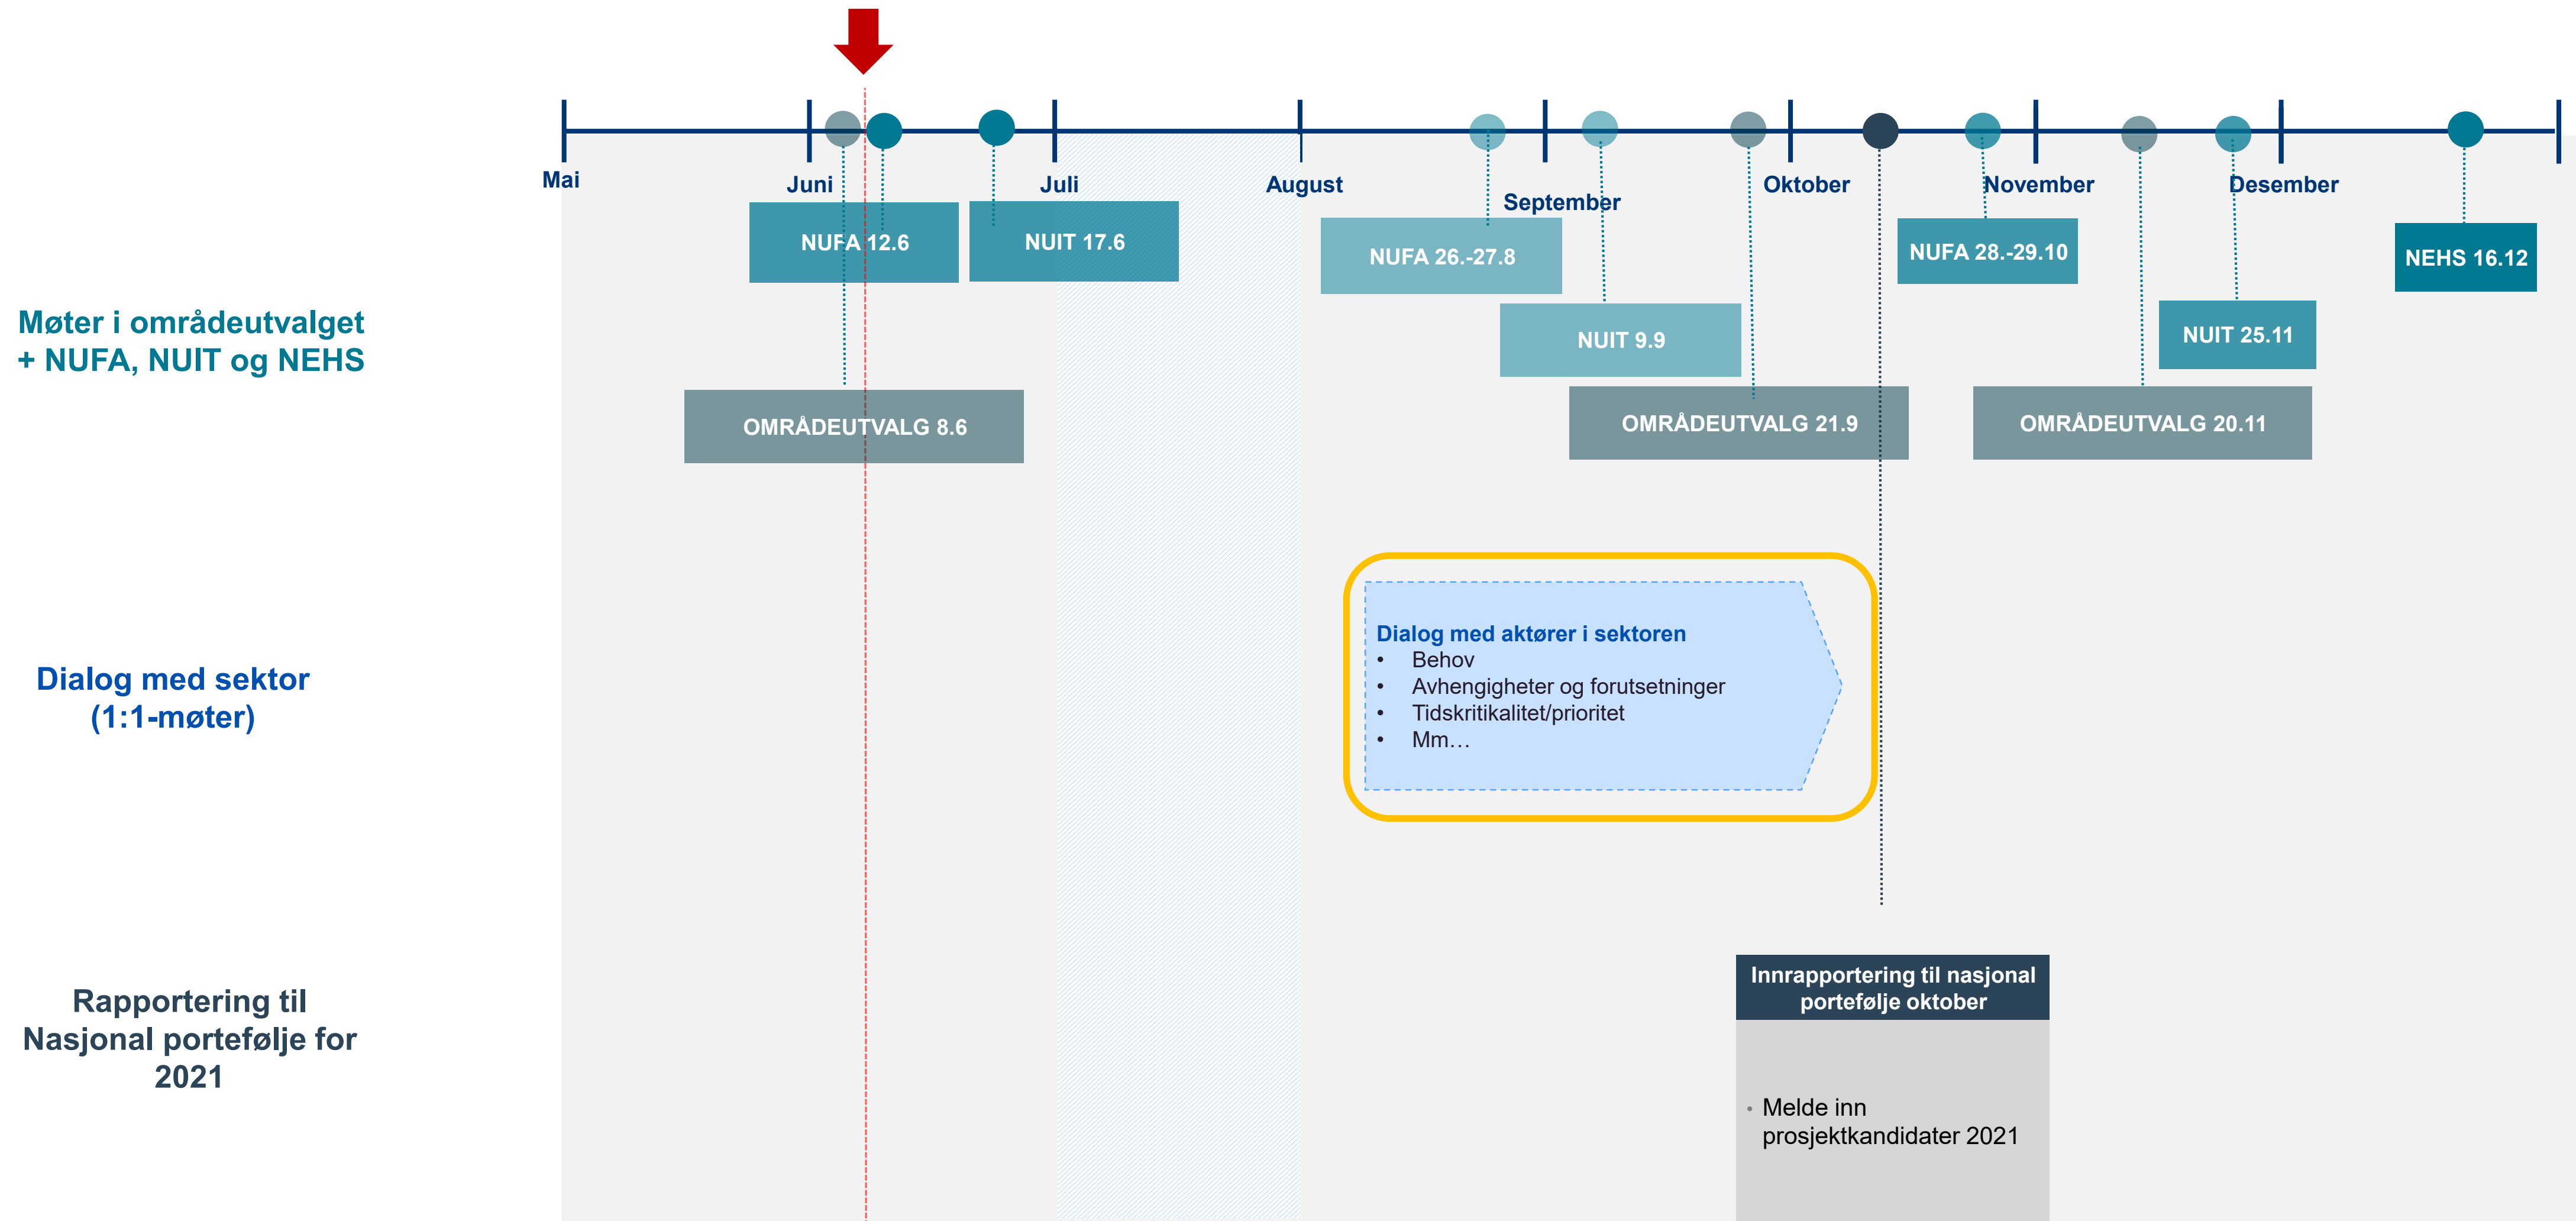 Mai
Juni
Juli
August
September
Oktober
November
Desember
NUFA 12.6
NUIT 17.6
NUFA 26.-27.8
NUFA 28.-29.10
NEHS 16.12
NUIT 9.9
NUIT 25.11
Møter i områdeutvalget
+ NUFA, NUIT og NEHS
OMRÅDEUTVALG 8.6
OMRÅDEUTVALG 21.9
OMRÅDEUTVALG 20.11
Dialog med sektor
(1:1-møter)
Dialog med aktører i sektoren
• Behov
• Avhengigheter og forutsetninger
• Tidskritikalitet/prioritet
• Mm…
Rapportering til
Nasjonal portefølje for
2021
Innrapportering til nasjonal
portefølje oktober
• Melde inn
prosjektkandidater 2021